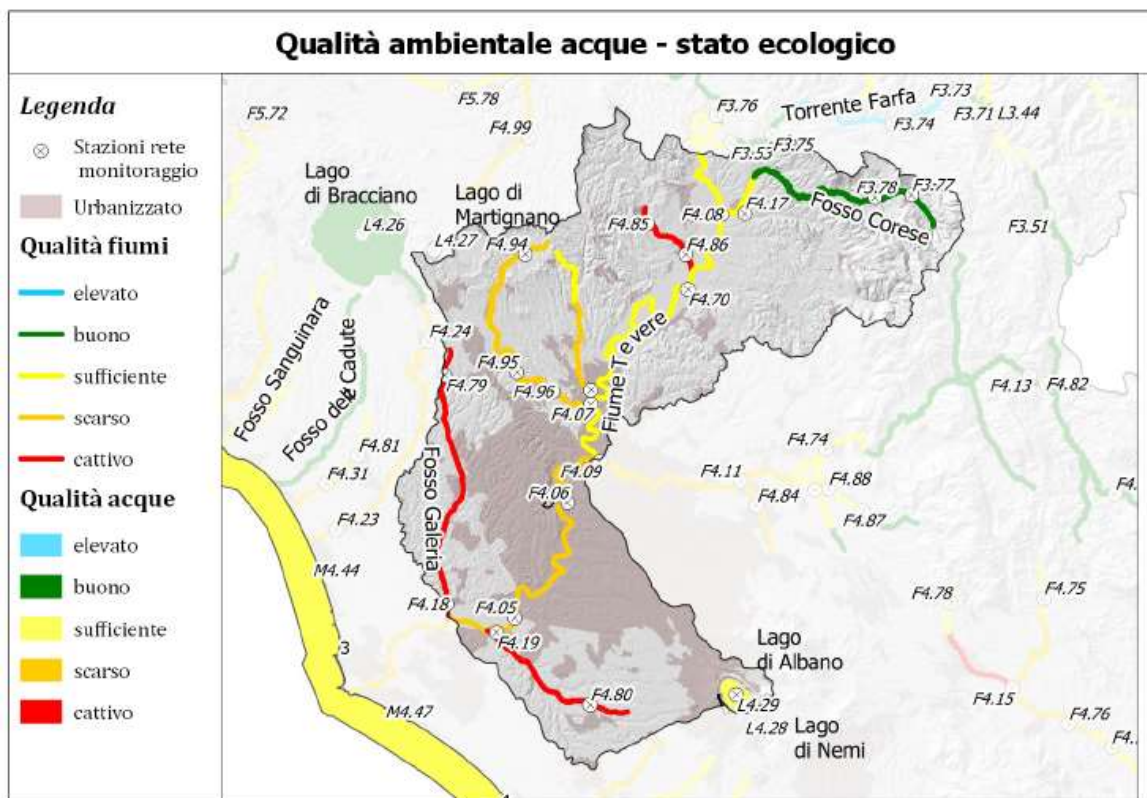 Qualità ambientale acque - stato ecologico
Legenda
Stazioni rete
monitoraggio
Urbanizzato
Qualità fiumi
elevato
buono
sufficiente
scarso
cattivo
Qualità acque
elevato
buono
sufficiente
scarso
cattivo
F5.72
F5.78
F4.99
F3.76
Torrente Farfa
F3.73
F3.71
L3.44
F3.74
F3.75
F3.53
Lago
di Bracciano
L4.26
Lago di
Martignano
L4.27
F4.94
F4.85
F4.08
F4.17
F3.78
F3.77
Fosso Corese
F3.51
F4.86
F4.70
Fosso Sanguinara
Fosso delle Cadute
F4.24
F4.79
F4.95
F4.96
F4.07
Fiume Tevere
F4.13
F4.82
F4.81
F4.31
F4.23
Fosso Galeria
F4.09
F4.06
F4.11
F4.74
F4.84
F4.88
F4.87
M4.44
F4.18
F4.05
F4.19
F4.78
F4.75
3
Lago
di Albano
F4.80
L4.29
L4.28
Lago
di Nemi
M4.47
F4.15
F4.76